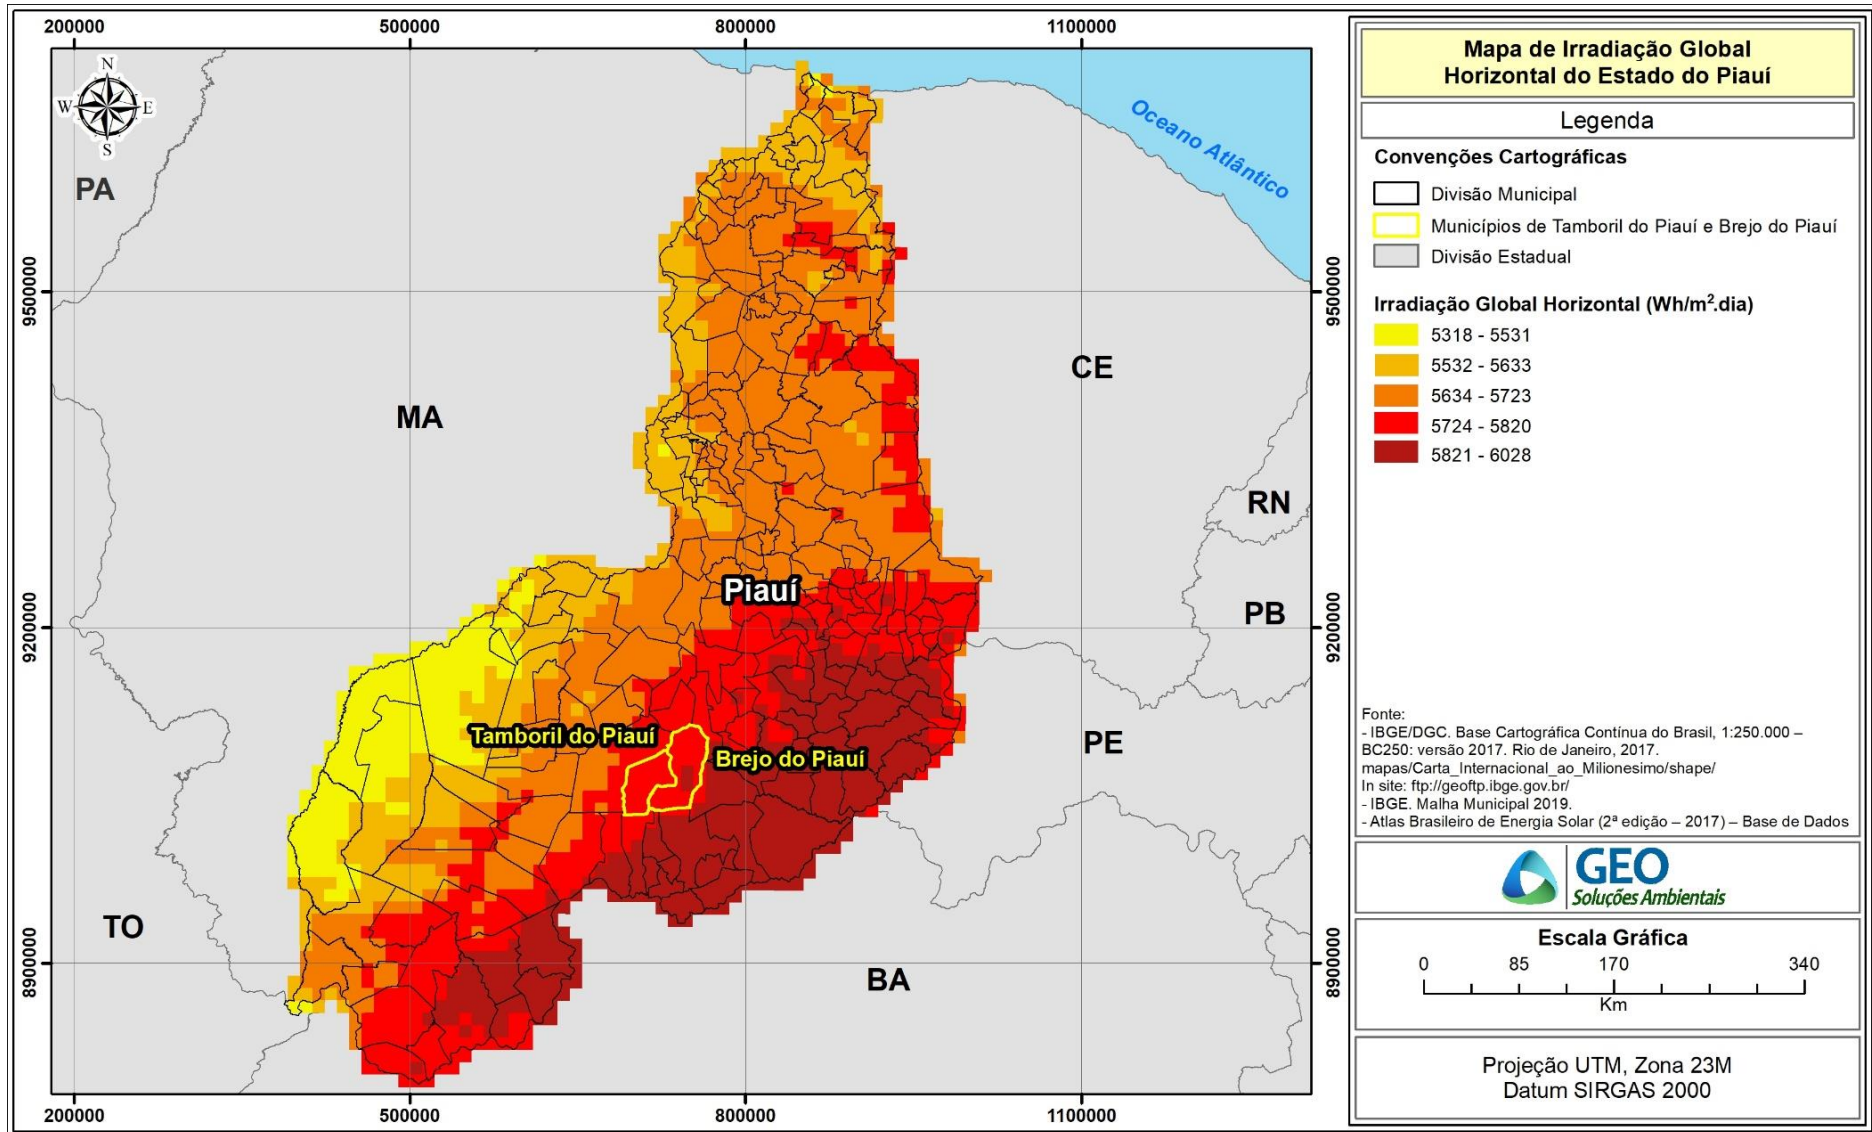 200000
500000
800000
1100000
N
W
E
S
PA
Oceano Atlântico
9500000
9500000
MA
CE
RN
Piauí
9200000
PB
9200000
Tamboril do Piauí
Brejo do Piauí
PE
TO
BA
8900000
8900000
200000
500000
800000
1100000
Mapa de Irradiação Global
Horizontal do Estado do Piauí
Legenda
Convenções Cartográficas
Divisão Municipal
Municípios de Tamboril do Piauí e Brejo do Piauí
Divisão Estadual
Irradiação Global Horizontal (Wh/m².dia)
5318 - 5531
5532 - 5633
5634 - 5723
5724 - 5820
5821 - 6028
Fonte:
- IBGE/DGC. Base Cartográfica Contínua do Brasil, 1:250.000 –
BC250: versão 2017. Rio de Janeiro, 2017.
mapas/Carta_Internacional_ao_Milionesimo/shape/
In site: ftp://geoftp.ibge.gov.br/
- IBGE. Malha Municipal 2019.
- Atlas Brasileiro de Energia Solar (2ª edição – 2017) – Base de Dados
GEO
Soluções Ambientais
Escala Gráfica
0 85 170 340
Km
Projeção UTM, Zona 23M
Datum SIRGAS 2000